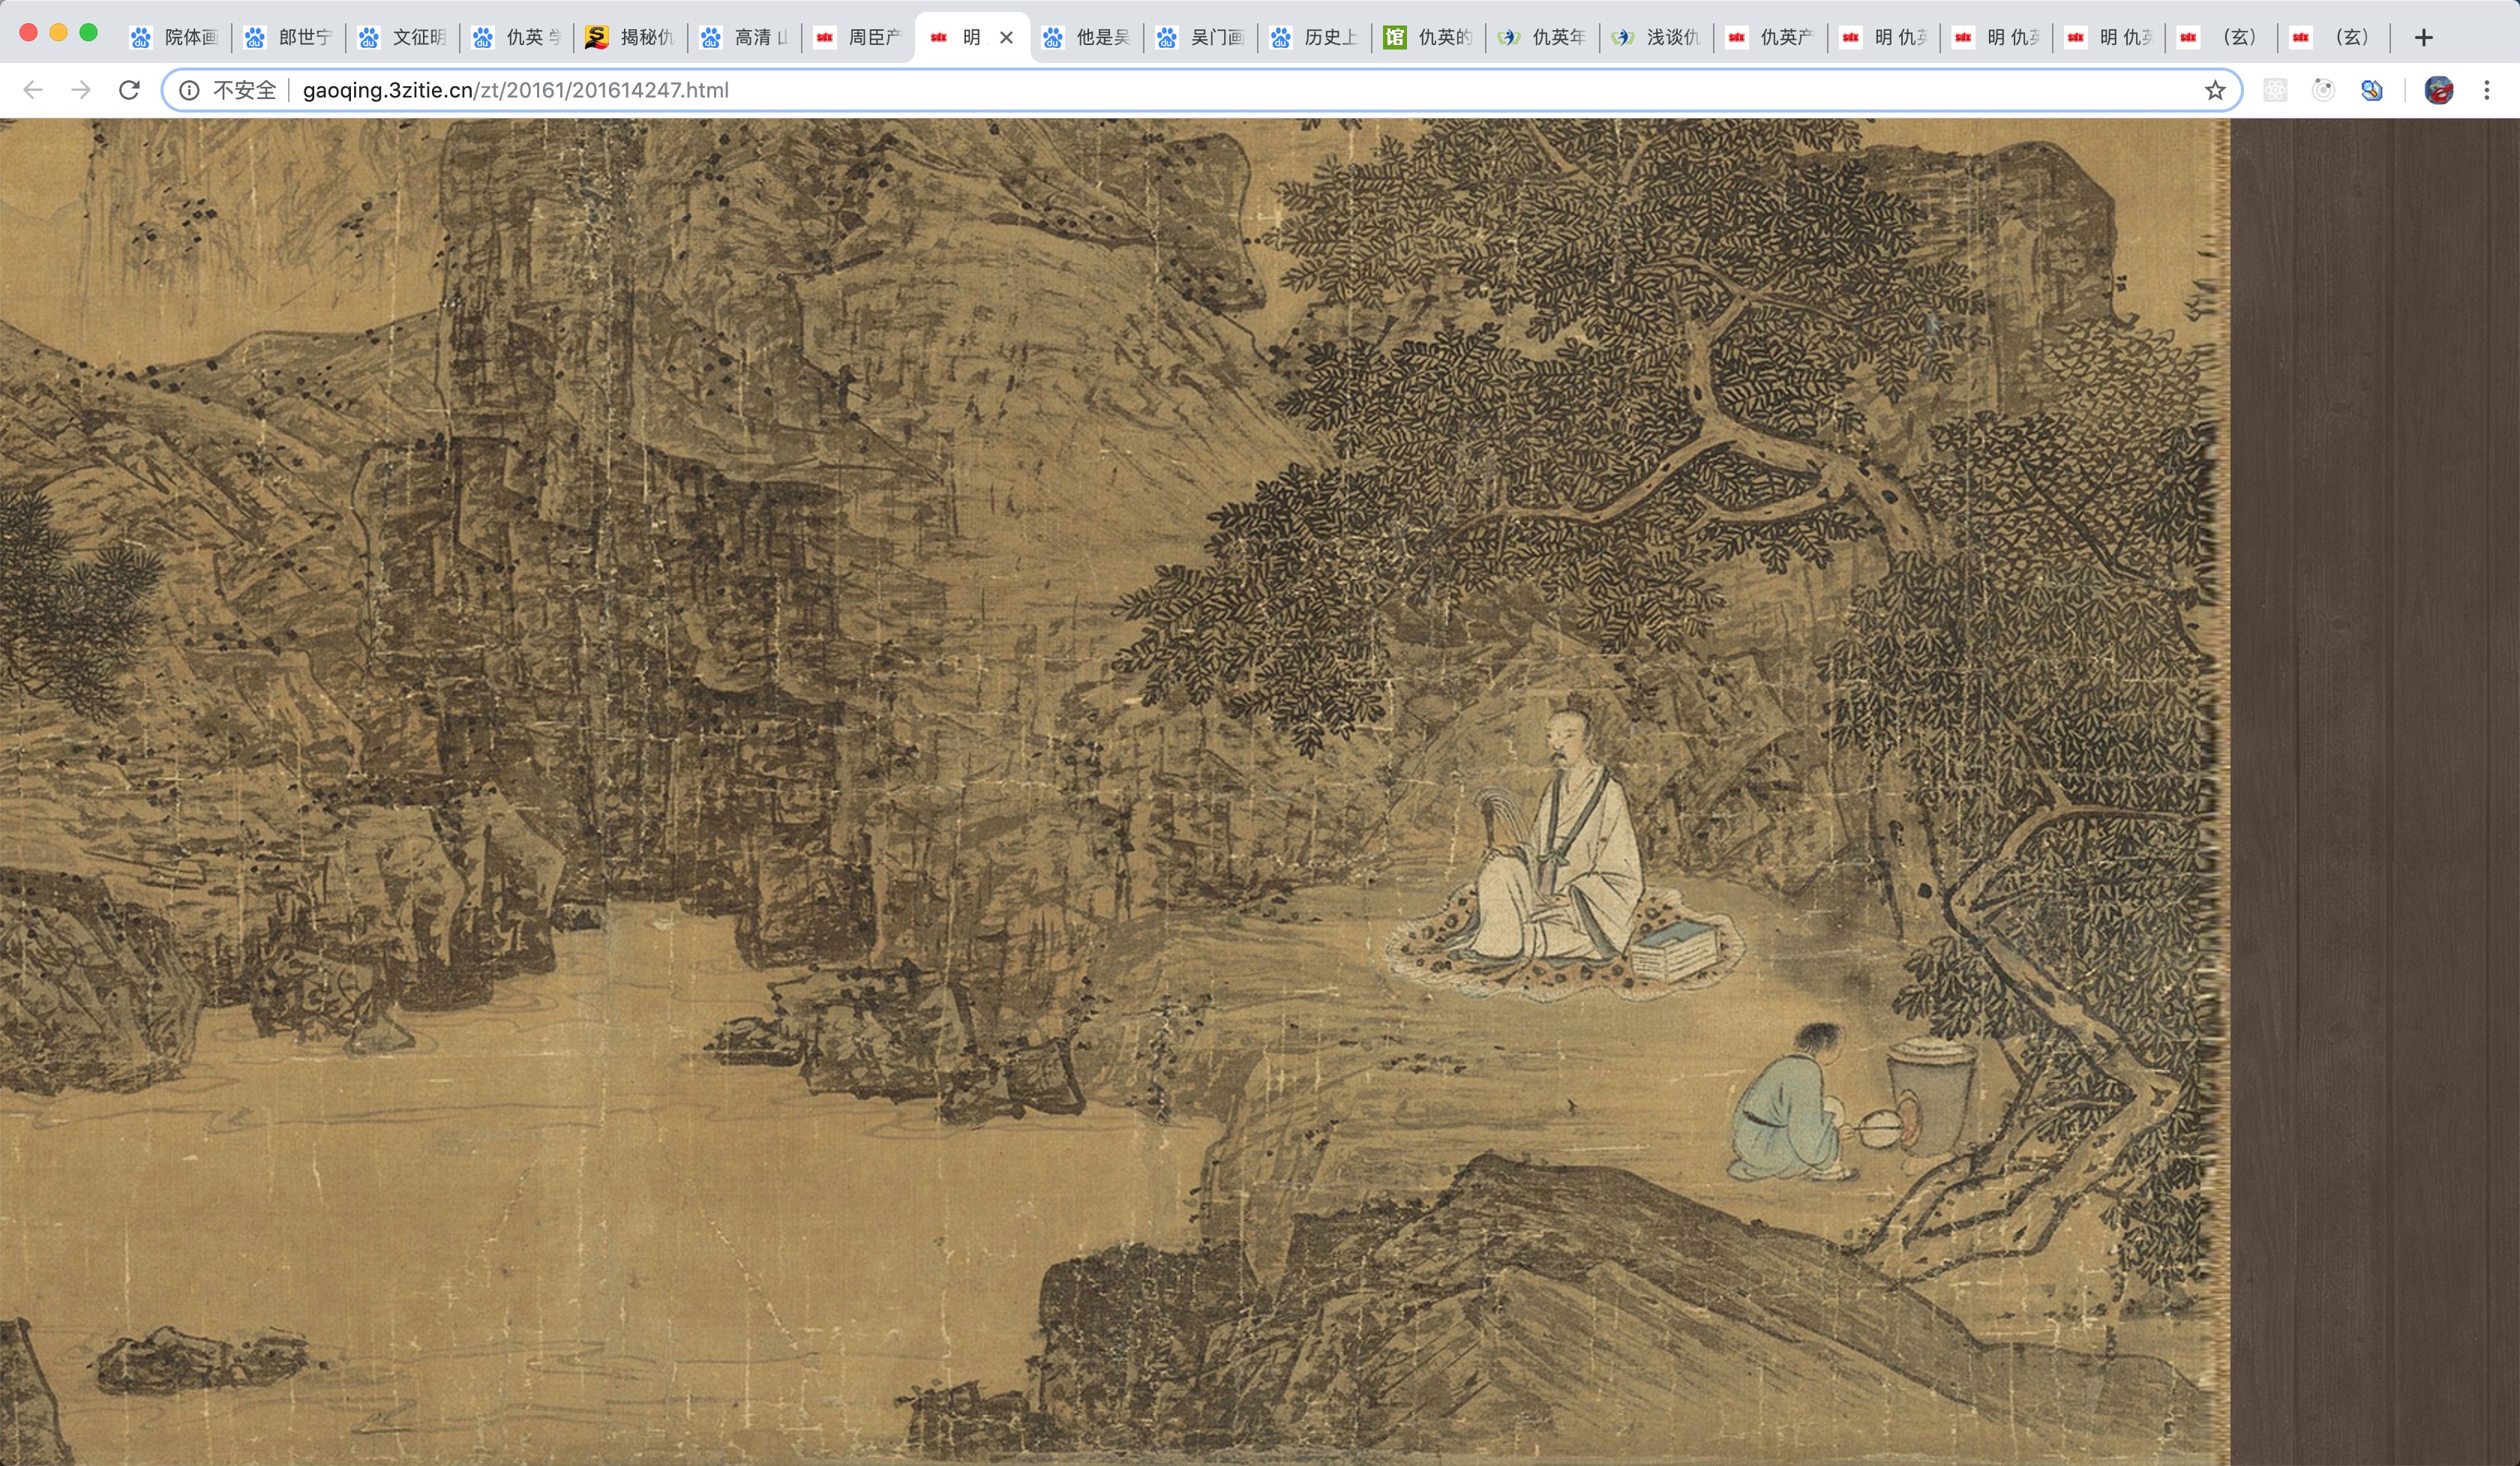 院体画
郎世宁
文征明
仇英 学
揭秘仇
高清 山
周臣产
明
他是吴
吴门画
历史上
馆
仇英的
仇英年
浅谈仇
仇英产
明 仇英
明 仇英
明 仇英
（玄）
（玄）
不安全
gaoqing.3zitie.cn/zt/20161/201614247.html